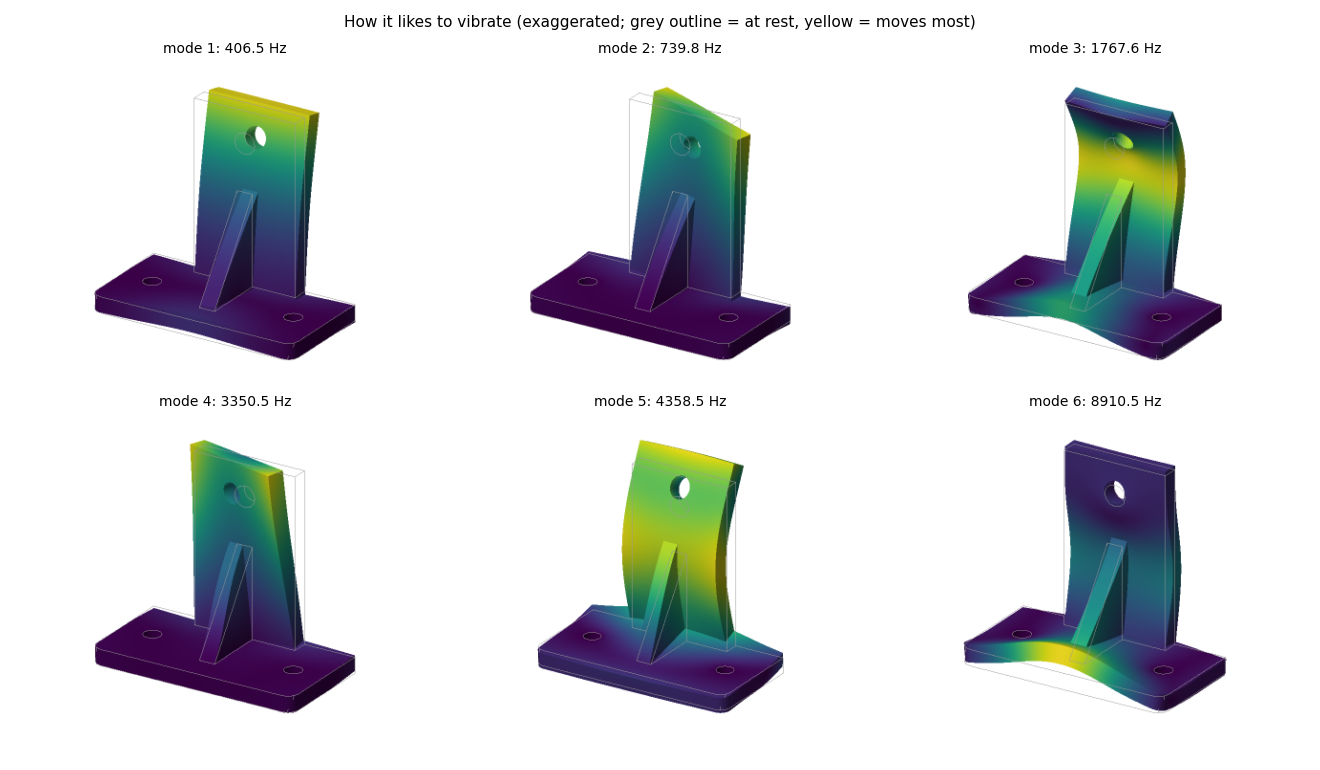 How it likes to vibrate (exaggerated; grey outline = at rest, yellow = moves most)
mode 1: 406.5 Hz
mode 2: 739.8 Hz
mode 3: 1767.6 Hz
mode 4: 3350.5 Hz
mode 5: 4358.5 Hz
mode 6: 8910.5 Hz